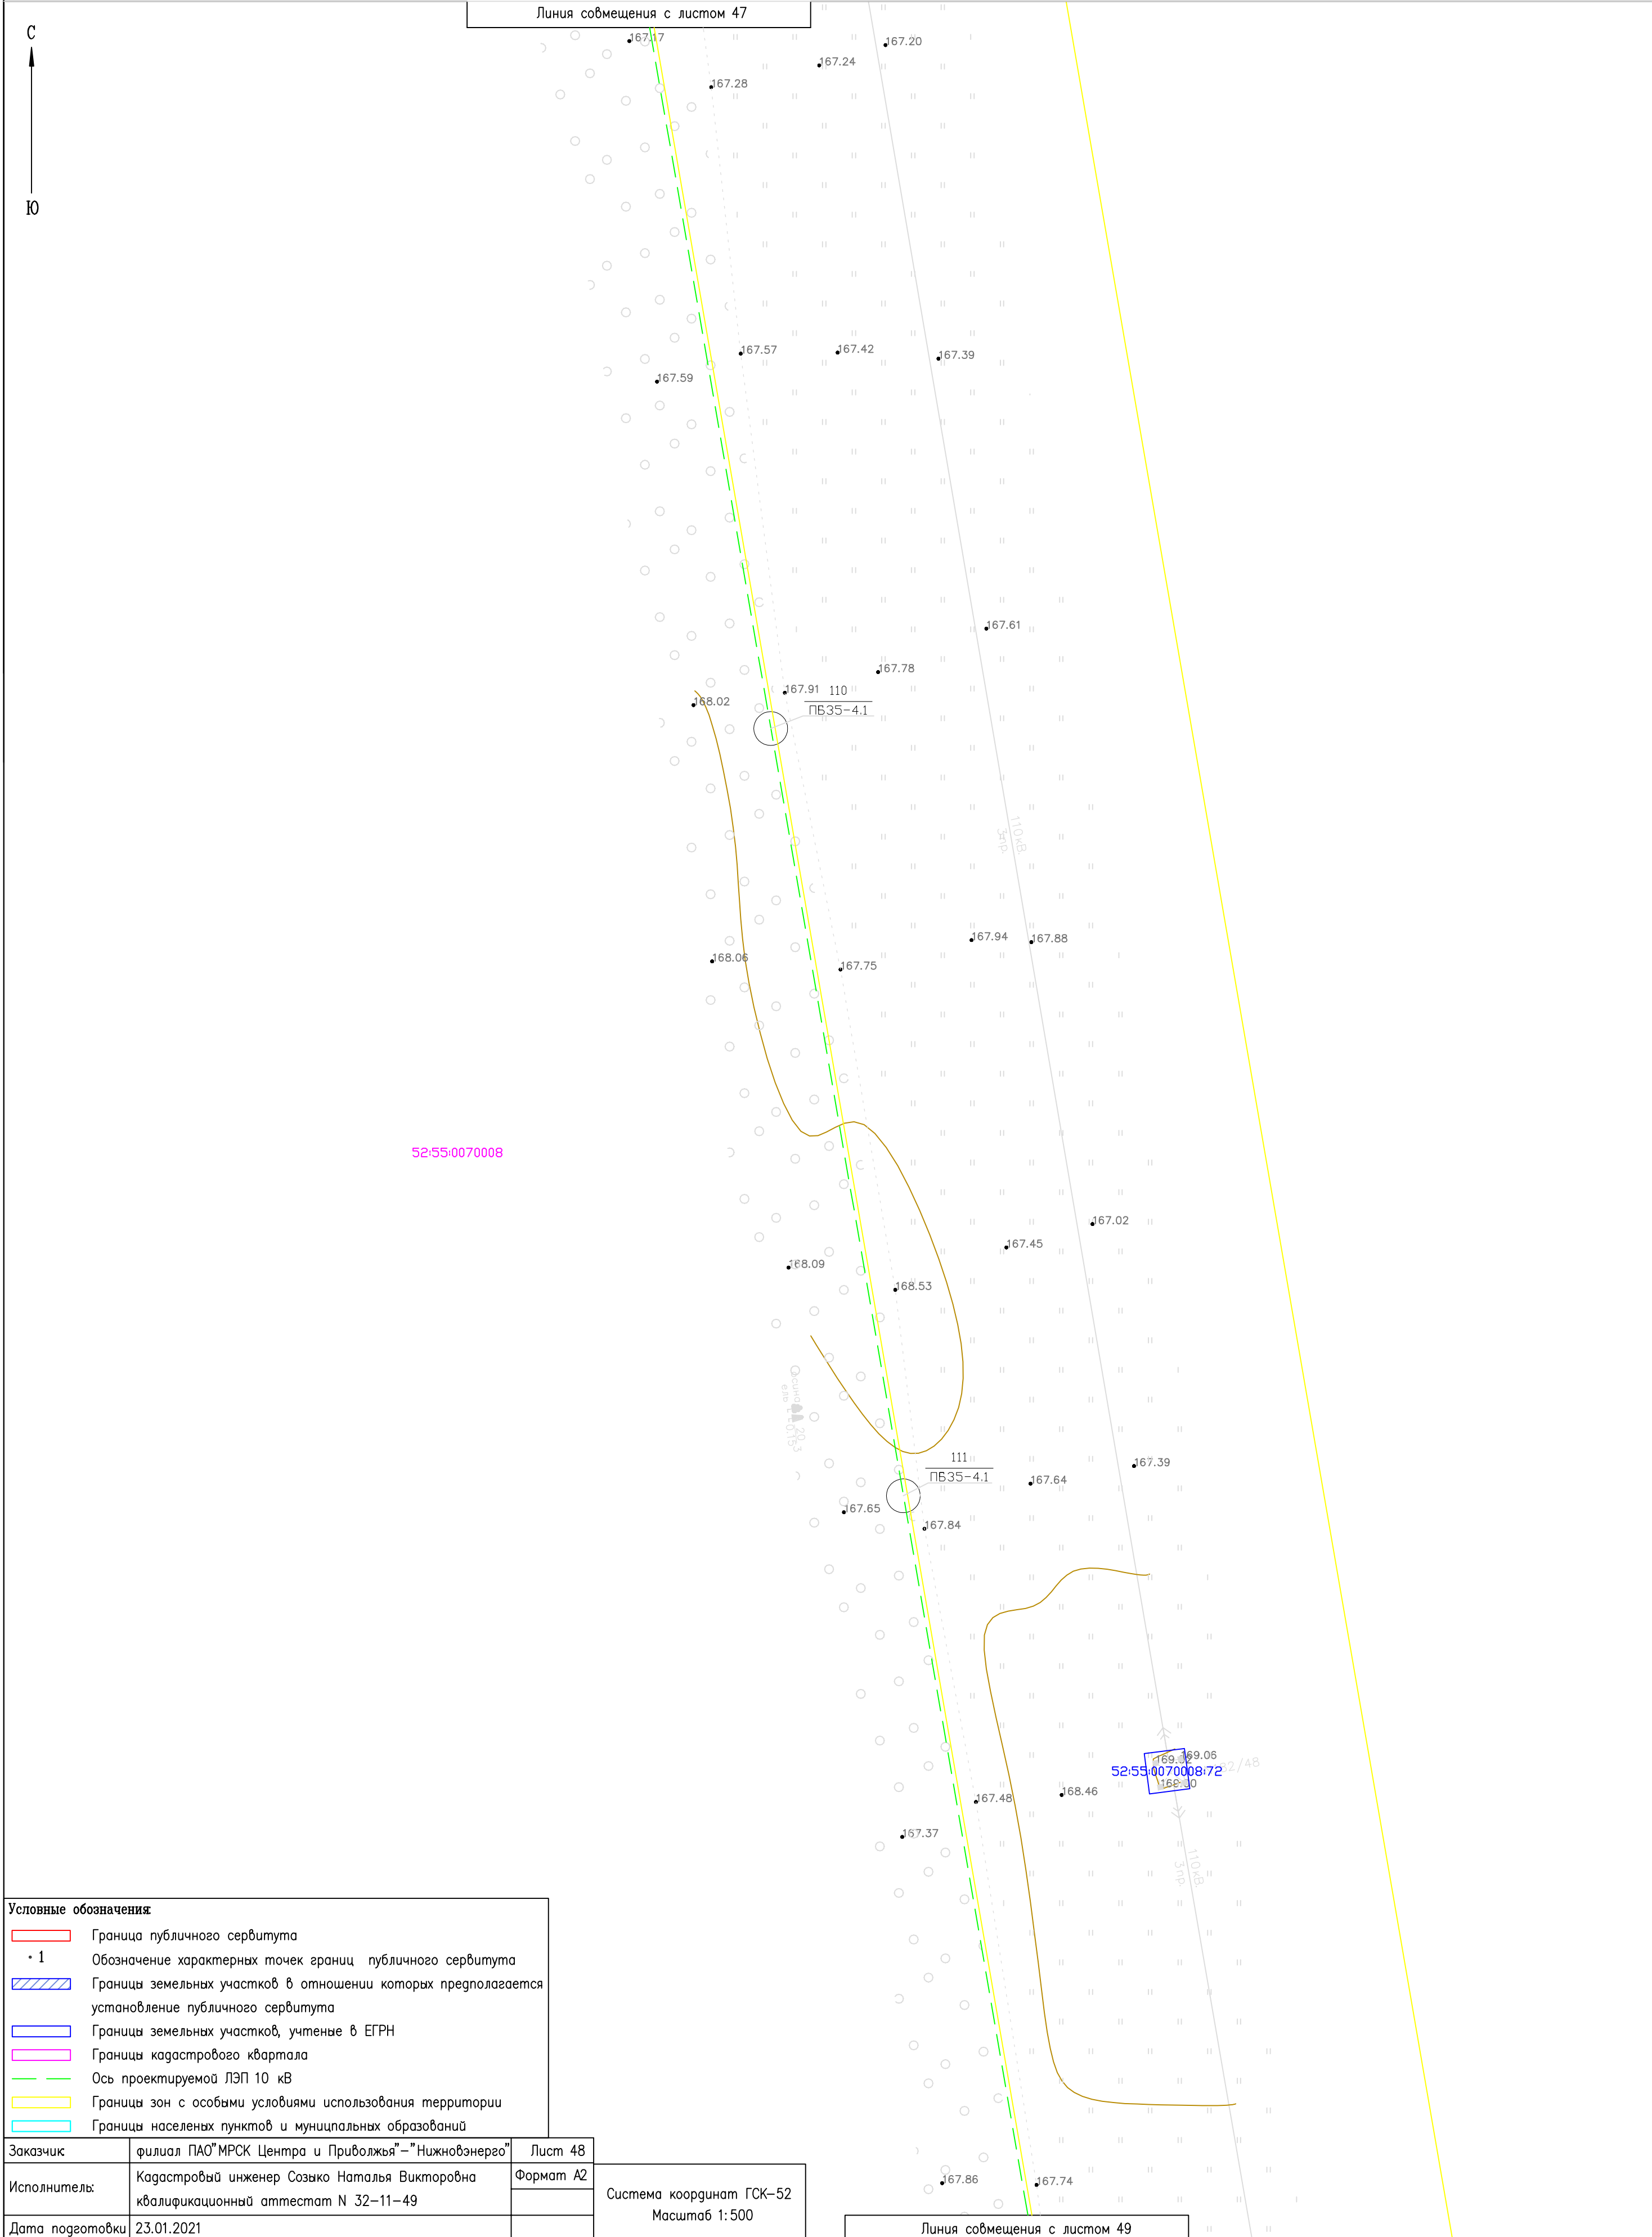 Линия совмещения с листом 47
С
Ю
167.17
167.20
167.24
167.28
167.57
167.42
167.39
167.59
167.61
167.78
167.91
110
ПБ35-4.1
168.02
110кВ
3пр.
167.94
167.88
168.06
167.75
52:55:0070008
167.02
167.45
168.09
168.53
111
ПБ35-4.1
167.39
167.64
167.65
167.84
169.06
52:55:0070008:72
168.46
167.48
167.37
110кВ
3пр.
Условные обозначения:
Граница публичного сервитута
• 1 Обозначение характерных точек границ публичного сервитута
Границы земельных участков в отношении которых предполагается
установление публичного сервитута
Границы земельных участков, учтеные в ЕГРН
Границы кадастрового квартала
Ось проектируемой ЛЭП 10 кВ
Границы зон с особыми условиями использования территории
Границы населеных пунктов и муницпальных образований
Заказчик: филиал ПАО"МРСК Центра и Приволжья"-"Нижновэнерго" Лист 48
Исполнитель: Кадастровый инженер Созыко Наталья Викторовна Формат А2
квалификационный аттестат N 32-11-49
Дата подготовки 23.01.2021
Система координат ГСК-52
Масштаб 1:500
167.86
167.74
Линия совмещения с листом 49